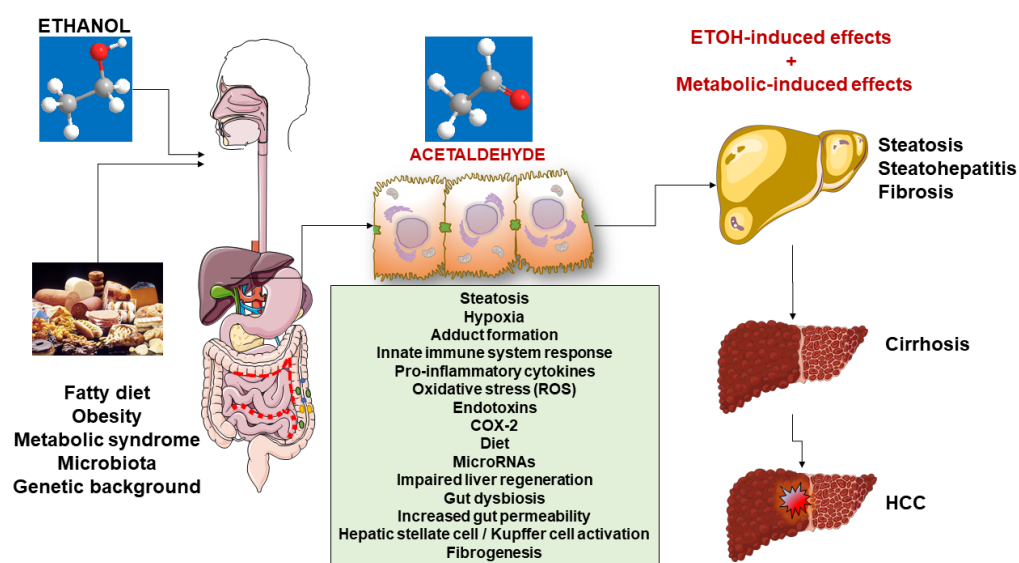 ETHANOL
Fatty diet
Obesity
Metabolic syndrome
Microbiota
Genetic background
ACETALDEHYDE
Steatosis
Hypoxia
Adduct formation
Innate immune system response
Pro-inflammatory cytokines
Oxidative stress (ROS)
Endotoxins
COX-2
Diet
MicroRNAs
Impaired liver regeneration
Gut dysbiosis
Increased gut permeability
Hepatic stellate cell / Kupffer cell activation
Fibrogenesis
ETOH-induced effects
+
Metabolic-induced effects
Steatosis
Steatohepatitis
Fibrosis
Cirrhosis
HCC